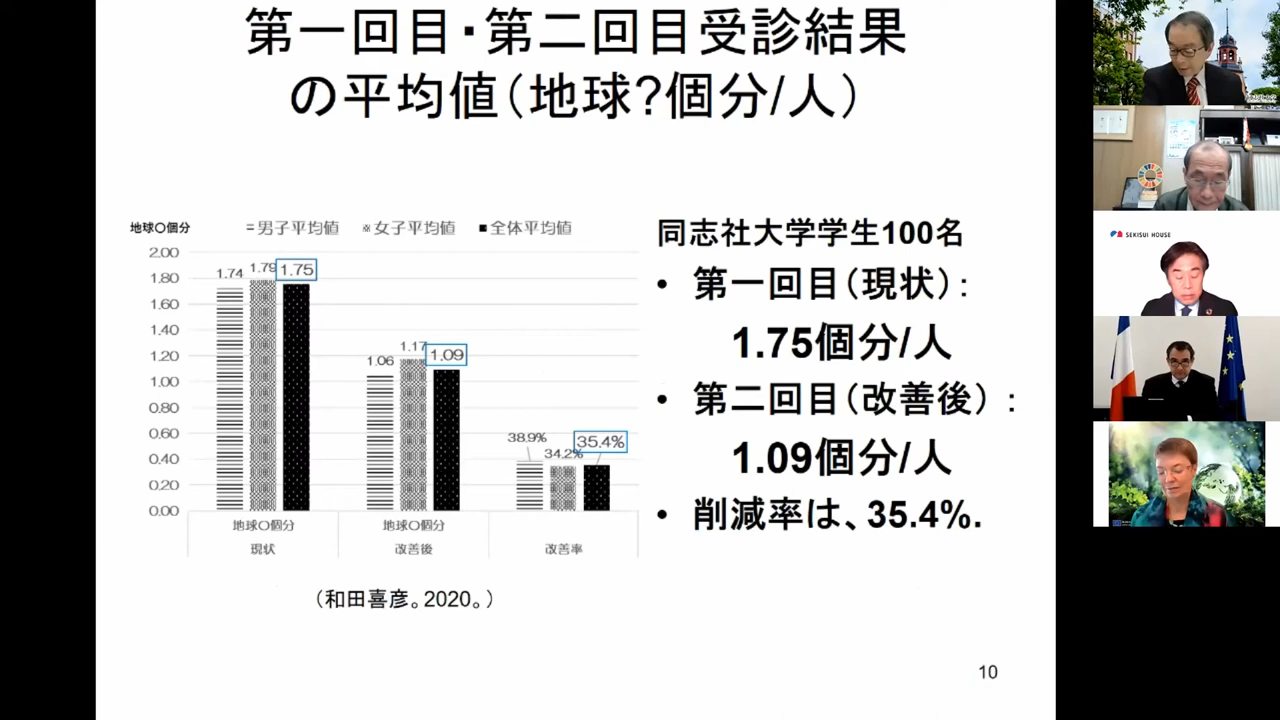 第一回目・第二回目受診結果
の平均値(地球?個分/人)
地球〇個分
男子平均値 女子平均値 全体平均値
2.00
1.80
1.60
1.40
1.20
1.00
0.80
0.60
0.40
0.20
0.00
1.74 1.79 1.75
1.06 1.17 1.09
38.9% 34.2% 35.4%
地球〇個分 地球〇個分
現状 改善後 改善率
(和田喜彦。2020。)
同志社大学学生100名
• 第一回目(現状):
1.75個分/人
• 第二回目(改善後):
1.09個分/人
• 削減率は、35.4%.
10
SEKISUI HOUSE